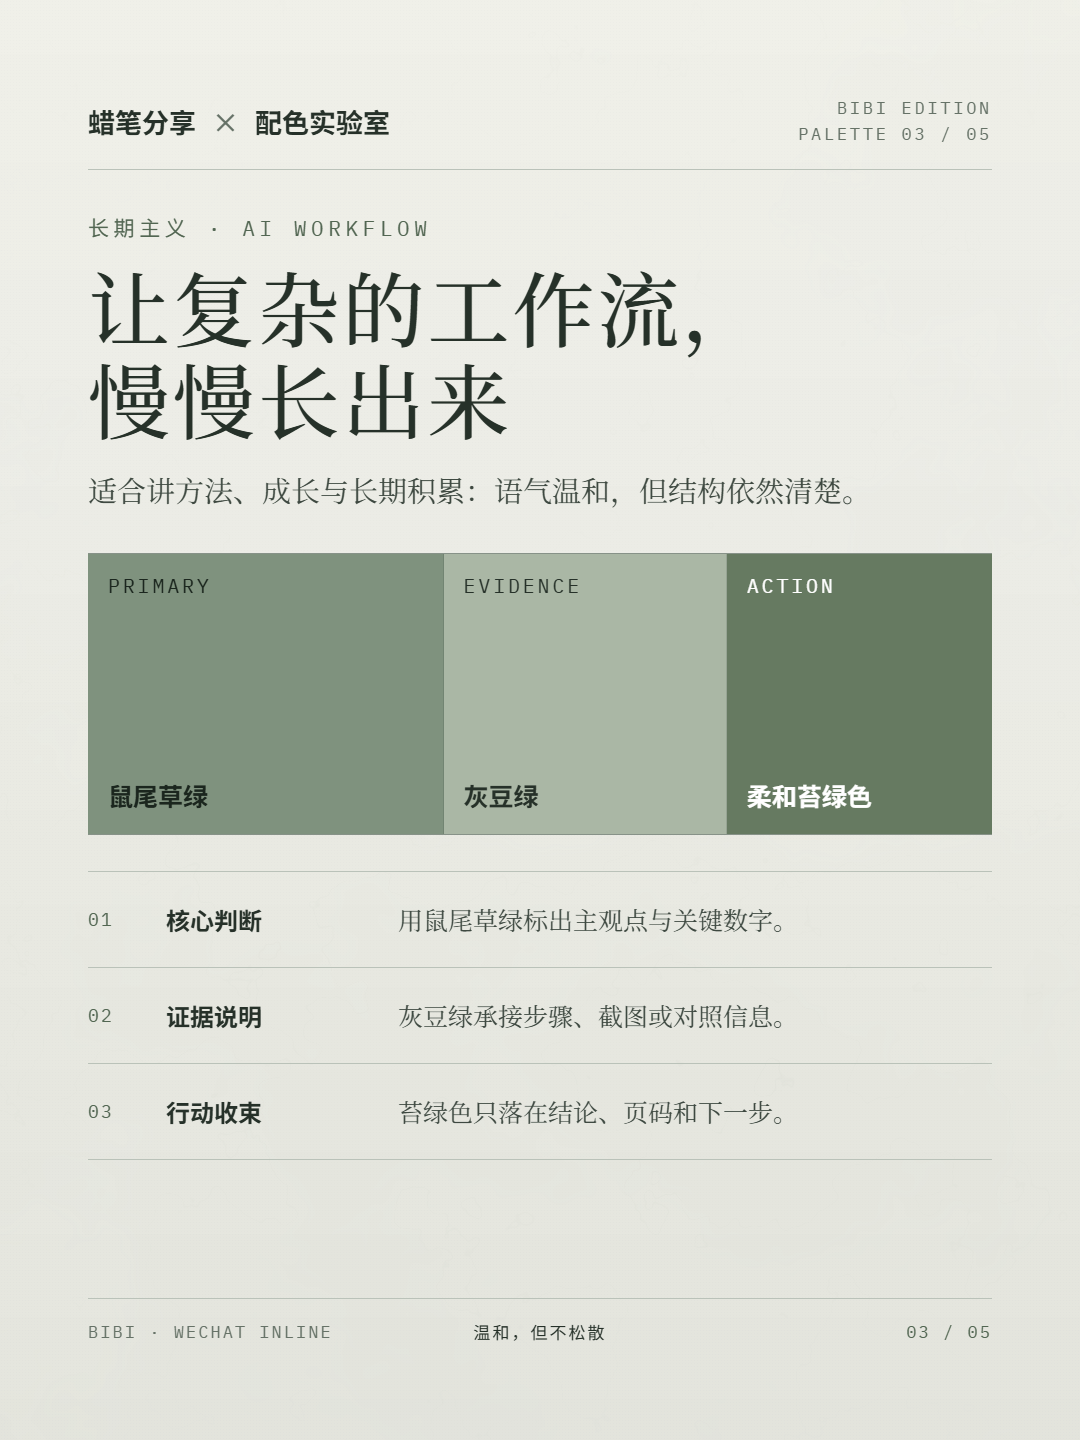 蜡笔分享 × 配色实验室
BIBI EDITION
PALETTE 03 / 05
长期主义 · AI WORKFLOW
让复杂的工作流，
慢慢长出来
适合讲方法、成长与长期积累：语气温和，但结构依然清楚。
PRIMARY
鼠尾草绿
EVIDENCE
灰豆绿
ACTION
柔和苔绿色
01 核心判断 用鼠尾草绿标出主观点与关键数字。
02 证据说明 灰豆绿承接步骤、截图或对照信息。
03 行动收束 苔绿色只落在结论、页码和下一步。
BIBI · WECHAT INLINE
温和，但不松散
03 / 05